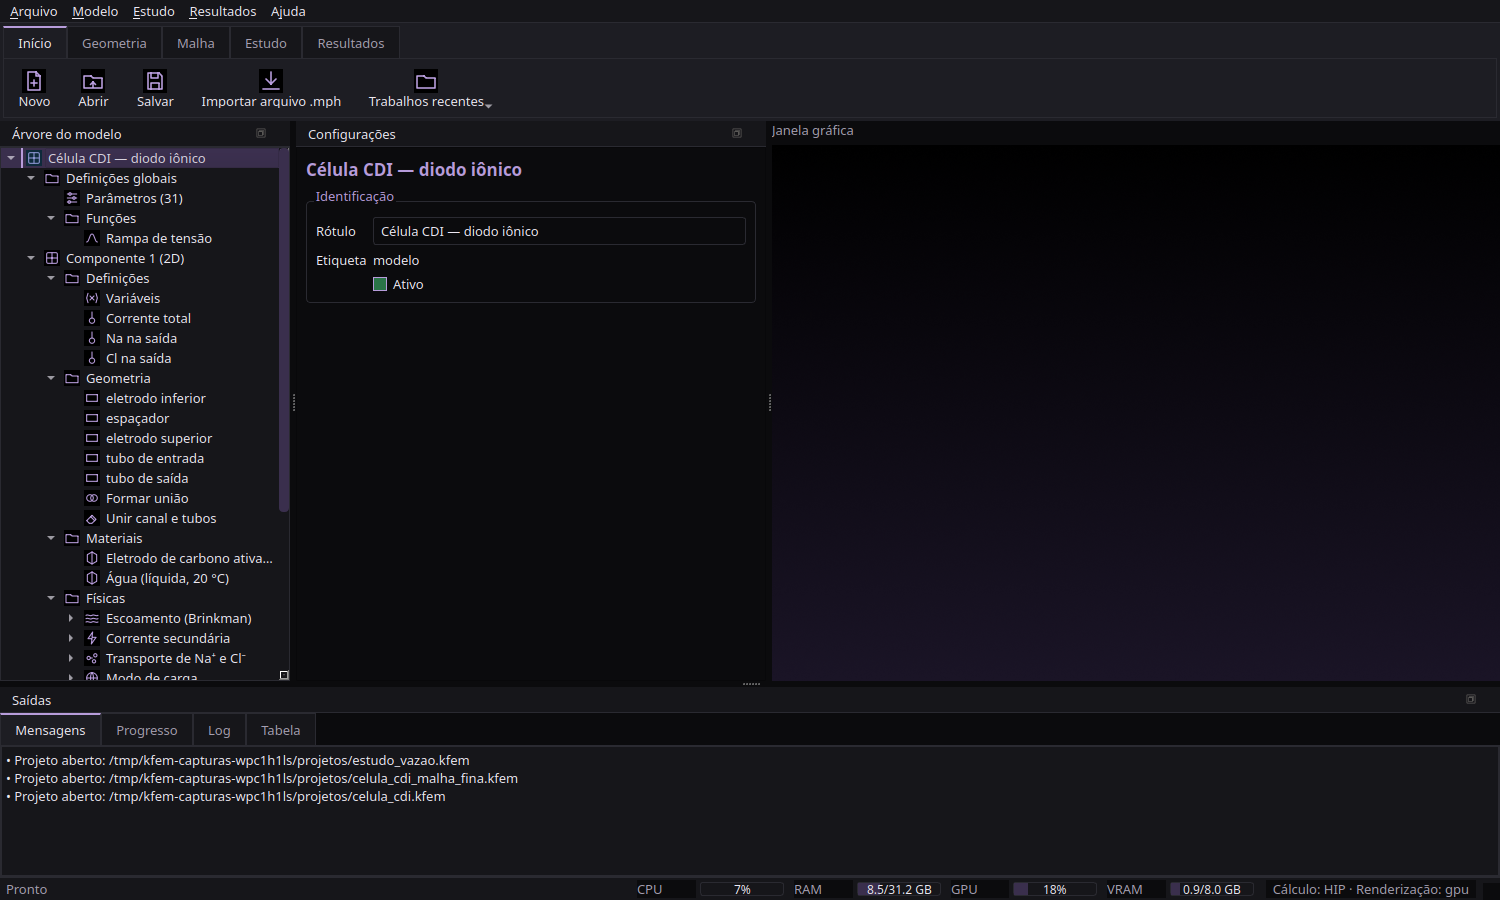 Arquivo Modelo Estudo Resultados Ajuda
Início Geometria Malha Estudo Resultados
Novo Abrir Salvar Importar arquivo .mph Trabalhos recentes
Árvore do modelo
Célula CDI — diodo iônico
Definições globais
Parâmetros (31)
Funções
Rampa de tensão
Componente 1 (2D)
Definições
Variáveis
Corrente total
Na na saída
Cl na saída
Geometria
eletrodo inferior
espaçador
eletrodo superior
tubo de entrada
tubo de saída
Formar união
Unir canal e tubos
Materiais
Eletrodo de carbono ativa...
Água (líquida, 20 °C)
Físicas
Escoamento (Brinkman)
Corrente secundária
Transporte de Na⁺ e Cl⁻
Modo de carga
Configurações
Célula CDI — diodo iônico
Identificação
Rótulo Célula CDI — diodo iônico
Etiqueta modelo
Ativo
Janela gráfica
Saídas
Mensagens Progresso Log Tabela
• Projeto aberto: /tmp/kfem-capturas-wpc1h1ls/projetos/estudo_vazao.kfem
• Projeto aberto: /tmp/kfem-capturas-wpc1h1ls/projetos/celula_cdi_malha_fina.kfem
• Projeto aberto: /tmp/kfem-capturas-wpc1h1ls/projetos/celula_cdi.kfem
Pronto CPU 7% RAM 8.5/31.2 GB GPU 18% VRAM 0.9/8.0 GB Cálculo: HIP · Renderização: gpu